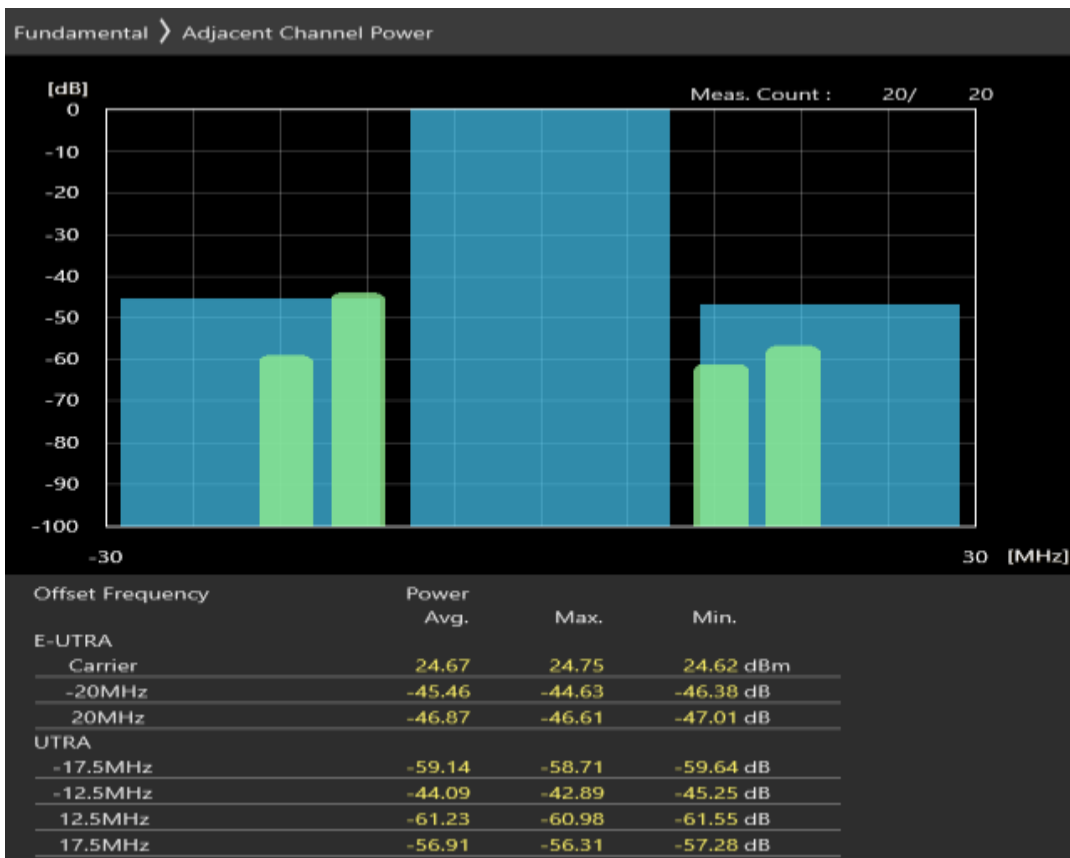 Fundamental 》 Adjacent Channel Power
[dB]
Meas. Count : 20/ 20
0
-10
-20
-30
-40
-50
-60
-70
-80
-90
-100
-30 30 [MHz]
Offset Frequency Power
Avg. Max. Min.
E-UTRA
Carrier 24.67 24.75 24.62 dBm
-20MHz -45.46 -44.63 -46.38 dB
20MHz -46.87 -46.61 -47.01 dB
UTRA
-17.5MHz -59.14 -58.71 -59.64 dB
-12.5MHz -44.09 -42.89 -45.25 dB
12.5MHz -61.23 -60.98 -61.55 dB
17.5MHz -56.91 -56.31 -57.28 dB